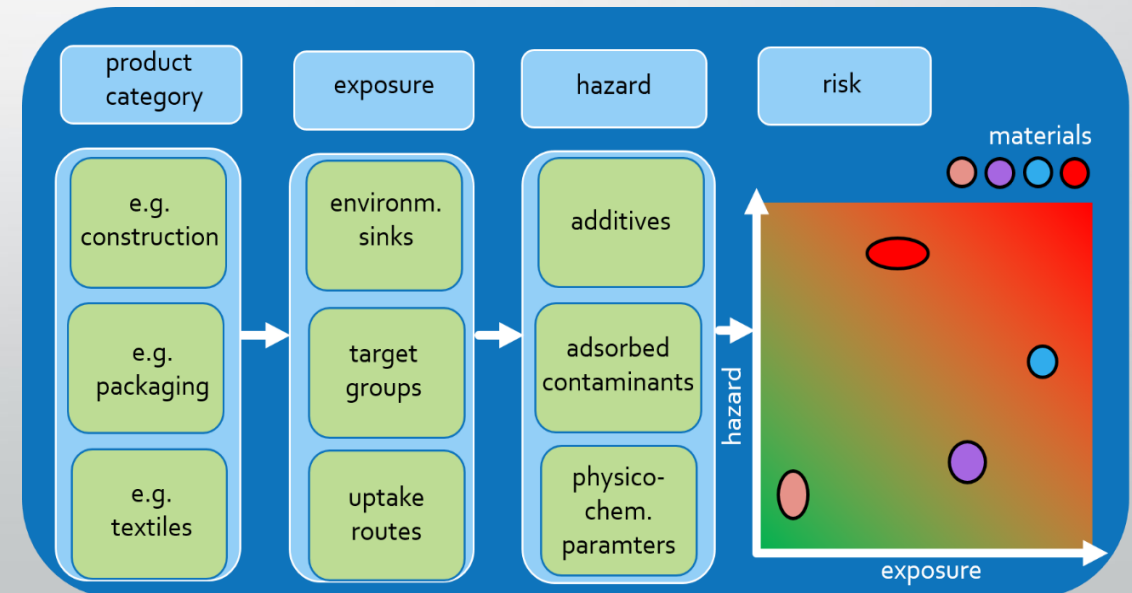 product
category
exposure
hazard
risk
e.g.
construction
e.g.
packaging
e.g.
textiles
environm.
sinks
target
groups
uptake
routes
additives
adsorbed
contaminants
physico-
chem.
paramters
materials
hazard
exposure